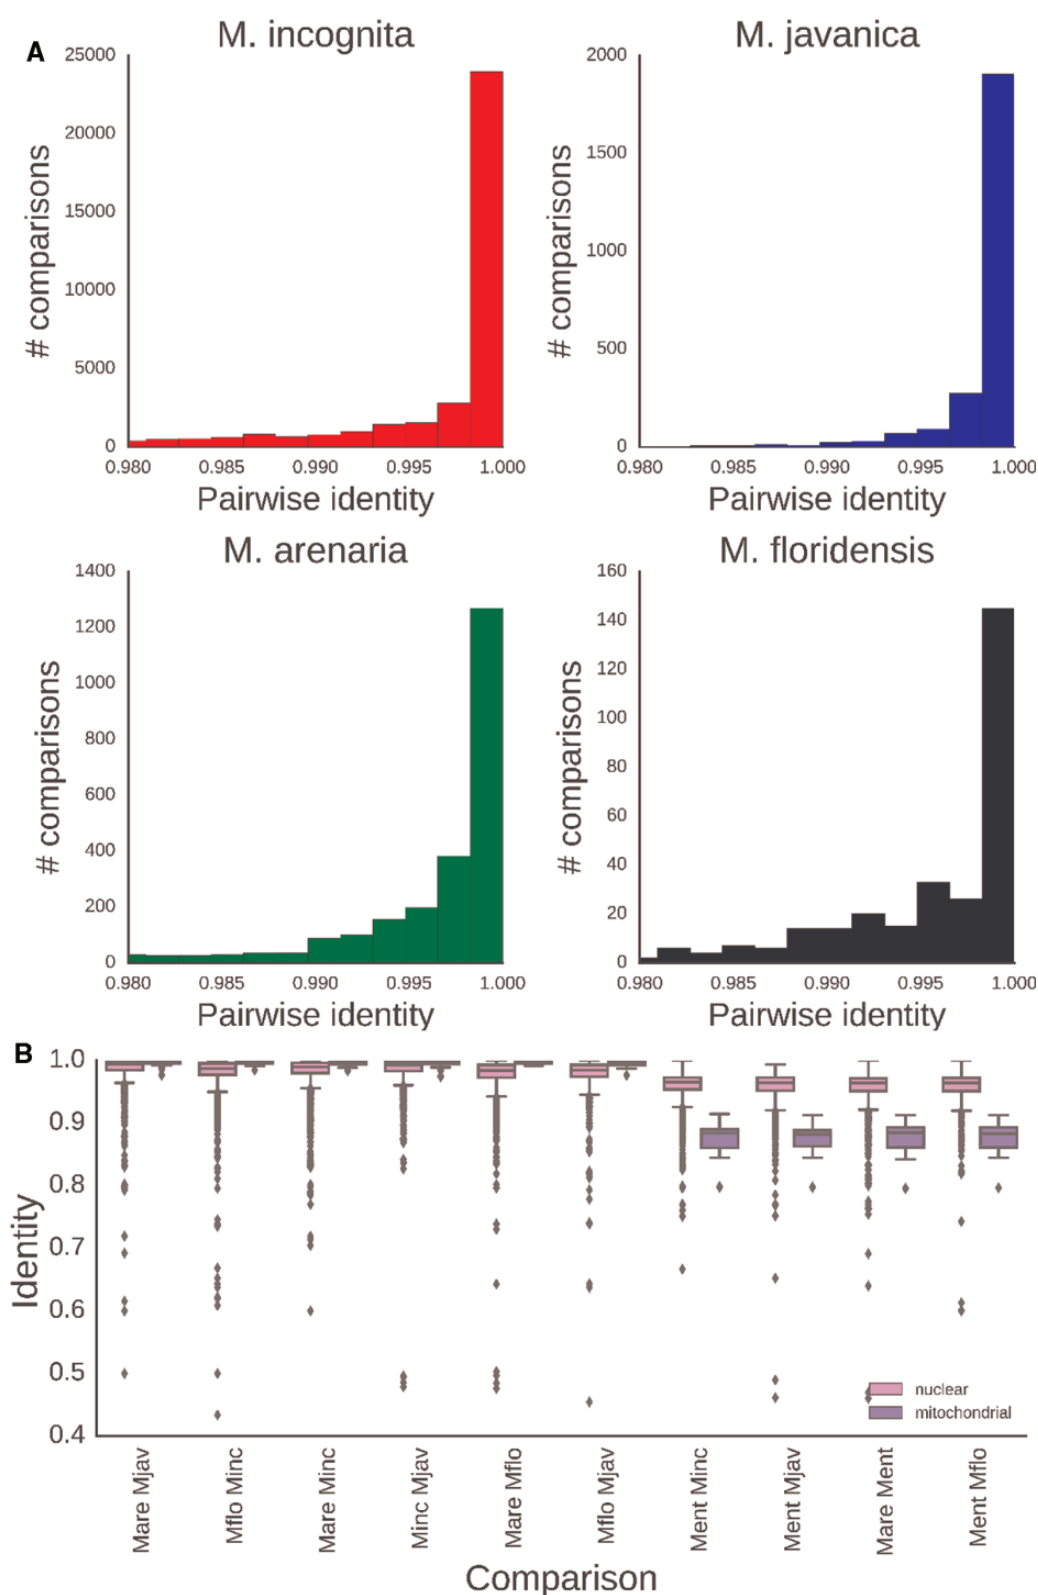 A
M. incognita
M. javanica
25000
20000
15000
10000
5000
0
# comparisons
0.980 0.985 0.990 0.995 1.000
Pairwise identity
2000
1500
1000
500
0
# comparisons
0.980 0.985 0.990 0.995 1.000
Pairwise identity
M. arenaria
M. floridensis
1400
1200
1000
800
600
400
200
0
# comparisons
0.980 0.985 0.990 0.995 1.000
Pairwise identity
160
140
120
100
80
60
40
20
0
# comparisons
0.980 0.985 0.990 0.995 1.000
Pairwise identity
B
1.0
0.9
0.8
0.7
0.6
0.5
0.4
Identity
nuclear
mitochondrial
Mare Mjav
Mflo Minc
Mare Minc
Minc Mjav
Mare Mflo
Mflo Mjav
Ment Minc
Ment Mjav
Mare Ment
Ment Mflo
Comparison